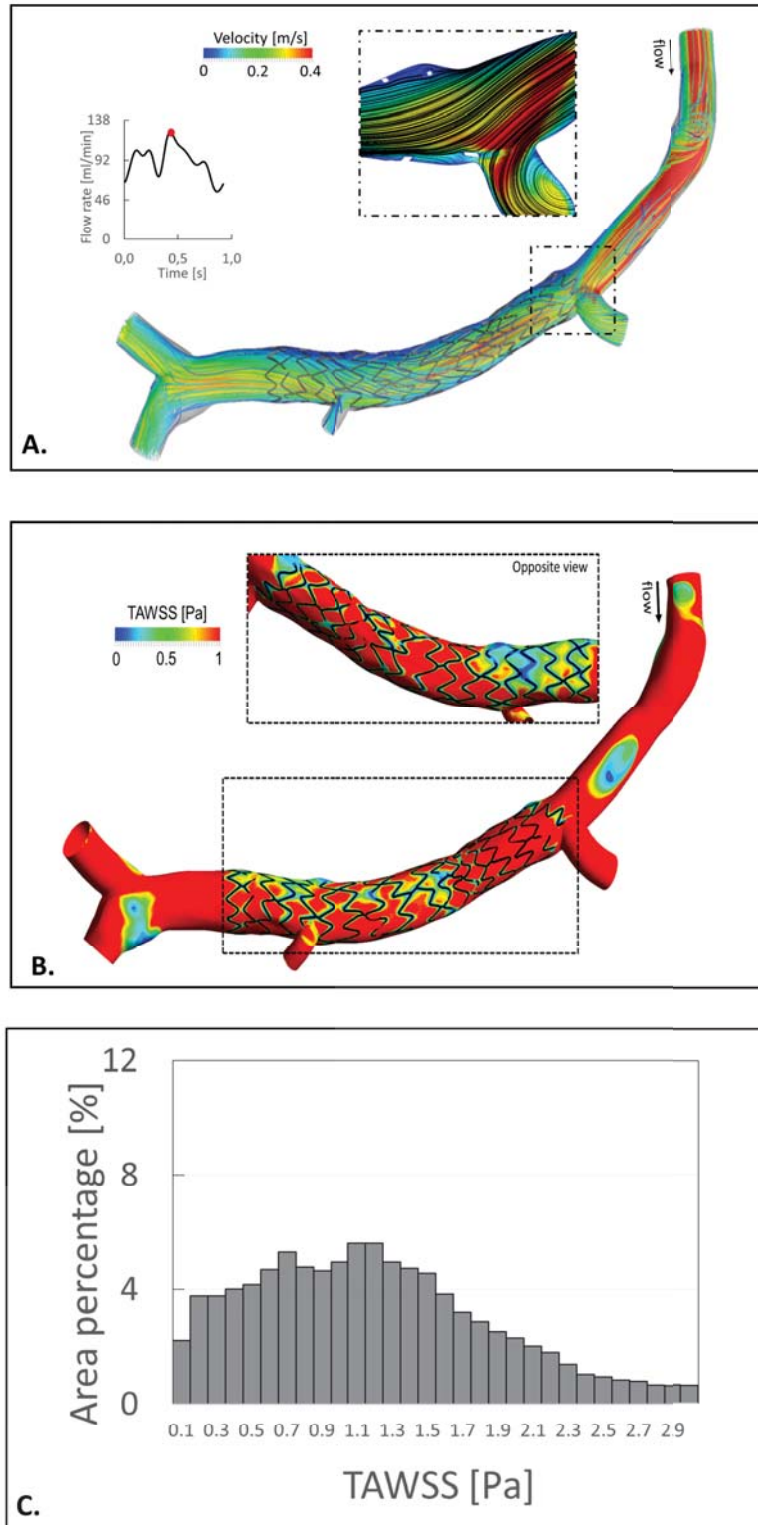 Velocity [m/s]
0 0.2 0.4
flow
138
92
46
0
Flow rate [ml/min]
0,0 0,5 1,0
Time [s]
A.
Opposite view
TAWSS [Pa]
0 0.5 1
flow
B.
12
8
4
0
Area percentage [%]
0.1 0.3 0.5 0.7 0.9 1.1 1.3 1.5 1.7 1.9 2.1 2.3 2.5 2.7 2.9
TAWSS [Pa]
C.